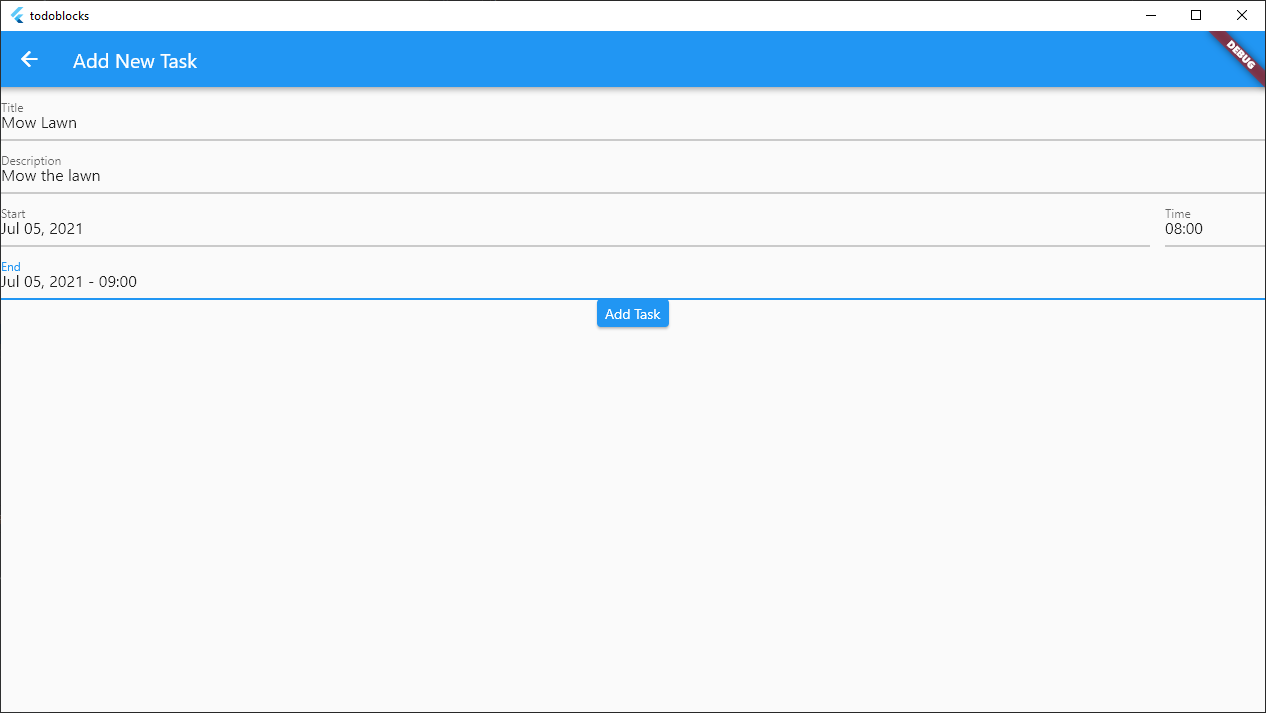 todoblocks
Add New Task
DEBUG
Title
Mow Lawn
Description
Mow the lawn
Start
Jul 05, 2021
Time
08:00
End
Jul 05, 2021 - 09:00
Add Task